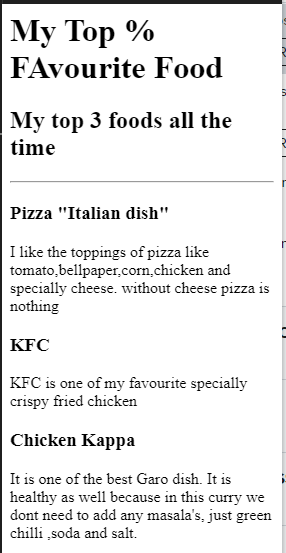 My Top %
FAvourite Food
My top 3 foods all the
time
Pizza "Italian dish"
I like the toppings of pizza like
tomato,bellpaper,corn,chicken and
specially cheese. without cheese pizza is
nothing
KFC
KFC is one of my favourite specially
crispy fried chicken
Chicken Kappa
It is one of the best Garo dish. It is
healthy as well because in this curry we
dont need to add any masala's, just green
chilli ,soda and salt.